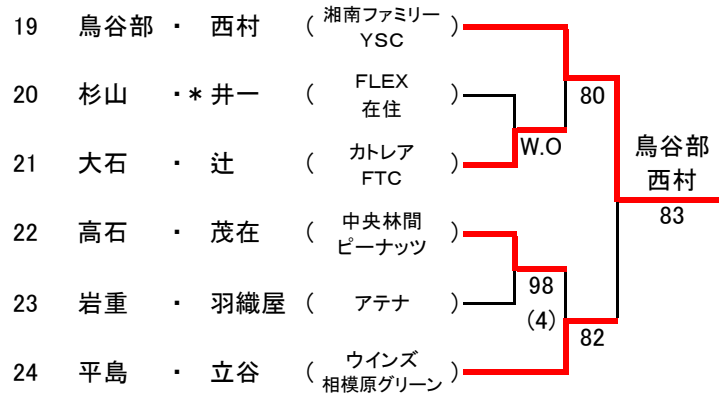 19 鳥谷部 ・ 西村 ( 湘南ファミリー YSC )
20 杉山 ・ * 井一 ( FLEX 在住 )
80
21 大石 ・ 辻 ( カトレア FTC )
W.O
鳥谷部
西村
83
22 高石 ・ 茂在 ( 中央林間 ピーナッツ )
98
(4)
23 岩重 ・ 羽織屋 ( アテナ )
82
24 平島 ・ 立谷 ( ウインズ 相模原グリーン )